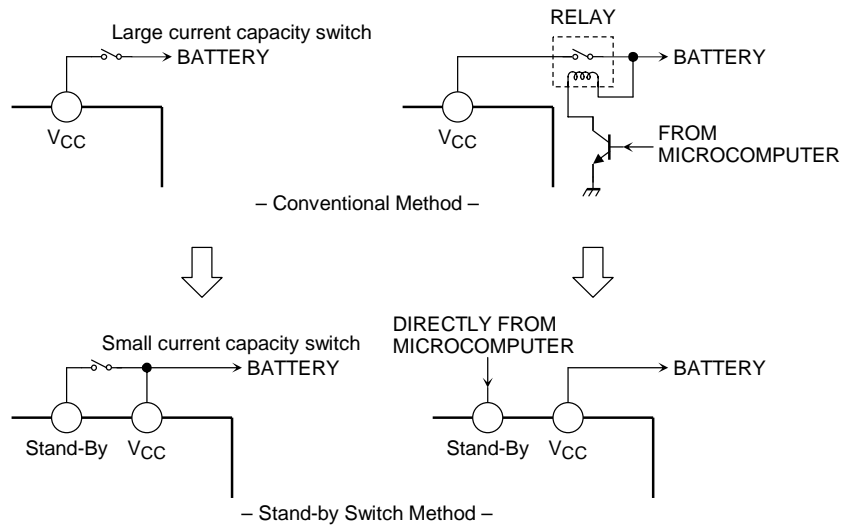 RELAY
Large current capacity switch
BATTERY
BATTERY
VCC
VCC
FROM
MICROCOMPUTER
– Conventional Method –
DIRECTLY FROM
MICROCOMPUTER
Small current capacity switch
BATTERY
BATTERY
Stand-By
VCC
Stand-By
VCC
– Stand-by Switch Method –